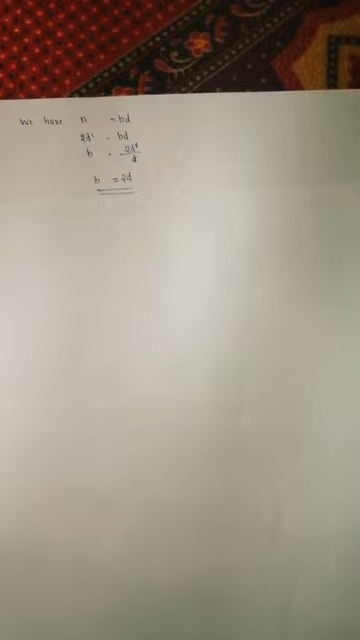 We have n = bd
2d² = bd
b = 2d²/d
b = 2d